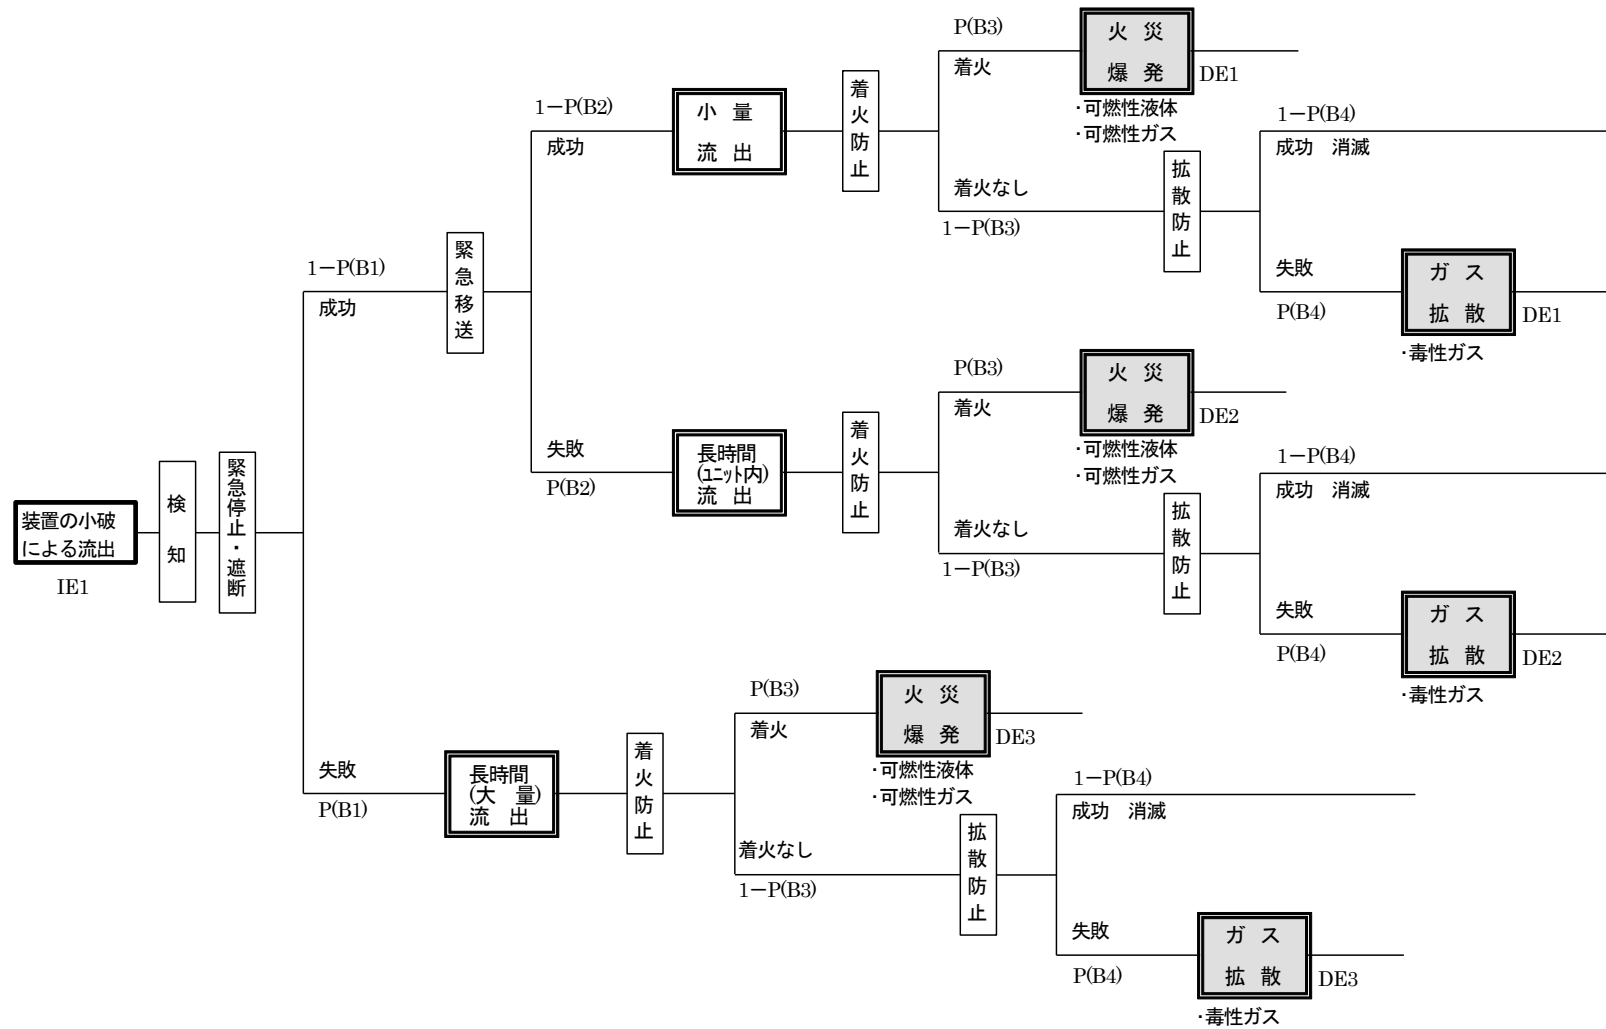 P(B3)
着火
火 災
爆 発
DE1
・可燃性液体
・可燃性ガス
着火防止
着火なし
1－P(B3)
1－P(B2)
成功
小 量
流 出
拡散防止
1－P(B4)
成功 消滅
失敗
P(B4)
ガ ス
拡 散
DE1
・毒性ガス
1－P(B1)
成功
緊急移送
失敗
P(B2)
長時間
(ﾕﾆｯﾄ内)
流 出
着火防止
P(B3)
着火
火 災
爆 発
DE2
・可燃性液体
・可燃性ガス
着火なし
1－P(B3)
拡散防止
1－P(B4)
成功 消滅
失敗
P(B4)
ガ ス
拡 散
DE2
・毒性ガス
装置の小破
による流出
IE1
検知
緊急停止・遮断
失敗
P(B1)
長時間
(大 量)
流 出
着火防止
P(B3)
着火
火 災
爆 発
DE3
・可燃性液体
・可燃性ガス
着火なし
1－P(B3)
拡散防止
1－P(B4)
成功 消滅
失敗
P(B4)
ガ ス
拡 散
DE3
・毒性ガス